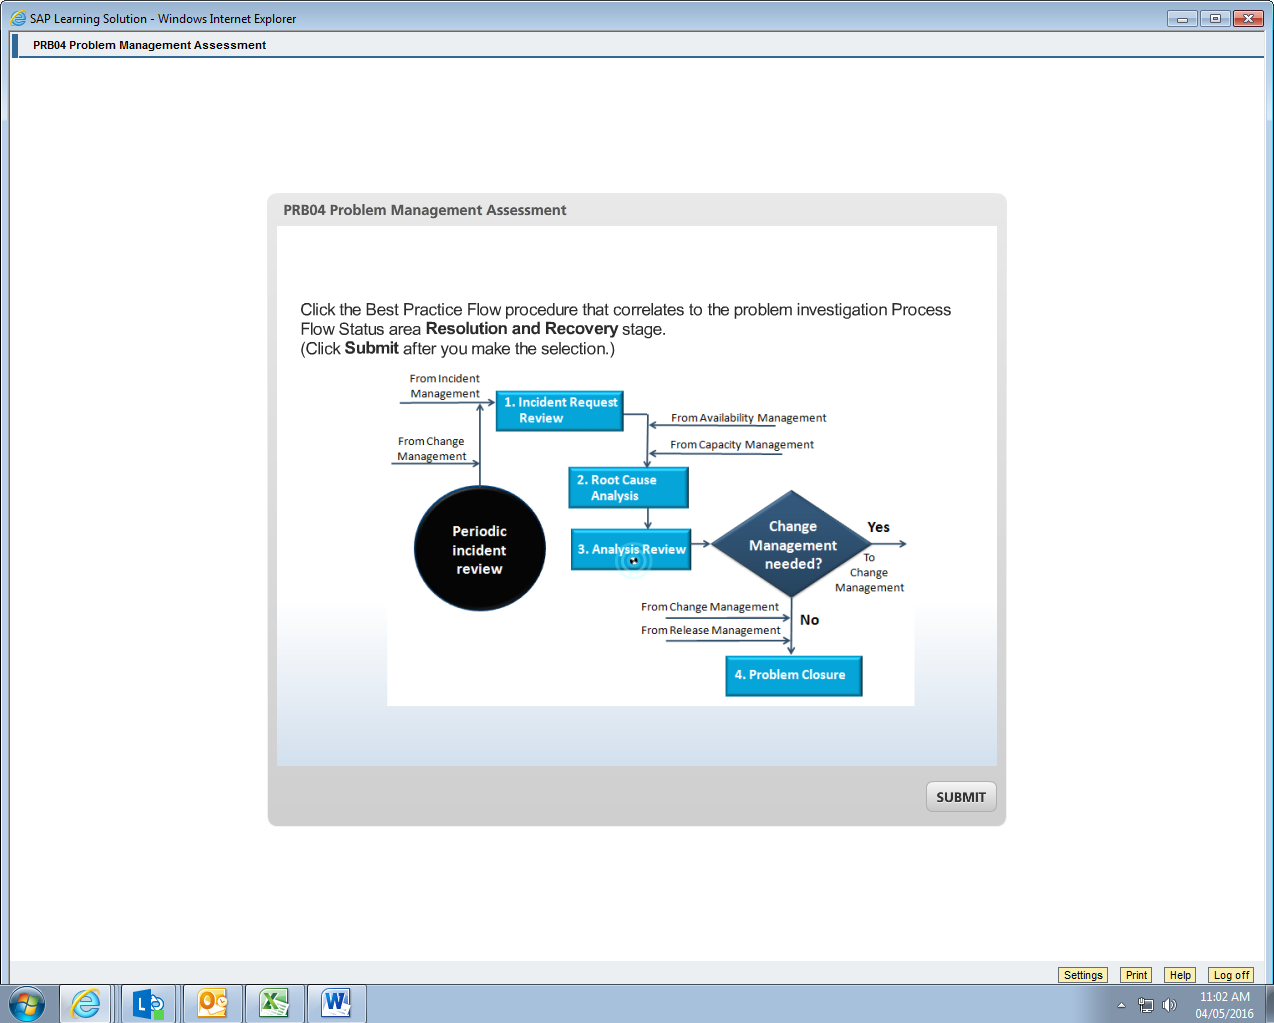 SAP Learning Solution - Windows Internet Explorer
PRB04 Problem Management Assessment
PRB04 Problem Management Assessment
Click the Best Practice Flow procedure that correlates to the problem investigation Process
Flow Status area Resolution and Recovery stage.
(Click Submit after you make the selection.)
From Incident
Management
1. Incident Request
Review
From Availability Management
From Change
Management
From Capacity Management
2. Root Cause
Analysis
Periodic
incident
review
3. Analysis Review
Change
Management
needed?
Yes
To
Change
Management
From Change Management
No
From Release Management
4. Problem Closure
SUBMIT
Settings
Print
Help
Log off
11:02 AM
04/05/2016